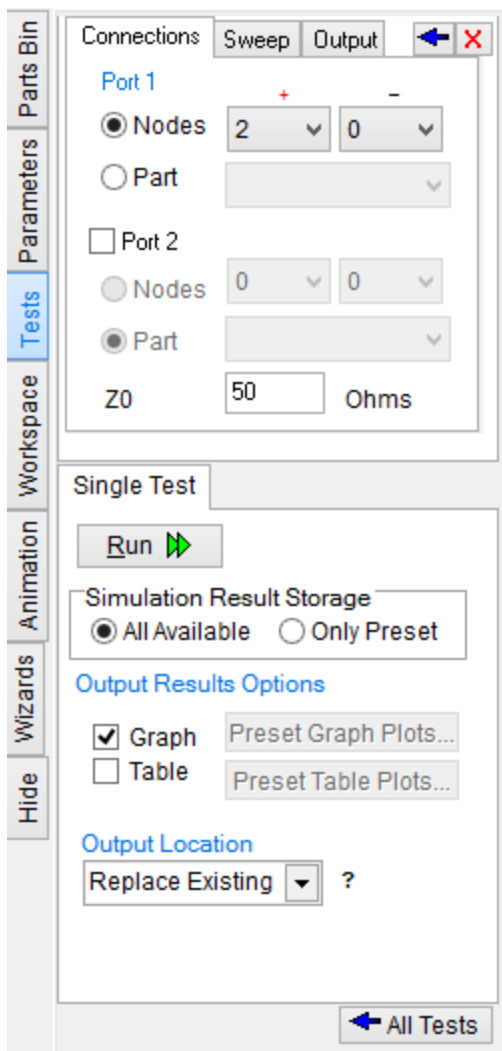 Parts Bin
Parameters
Tests
Workspace
Animation
Wizards
Hide
Connections Sweep Output X
Port 1
+ −
Nodes 2 0
Part
Port 2
Nodes 0 0
Part
Z0 50 Ohms
Single Test
Run
Simulation Result Storage
All Available Only Preset
Output Results Options
Graph Preset Graph Plots...
Table Preset Table Plots...
Output Location
Replace Existing ?
All Tests